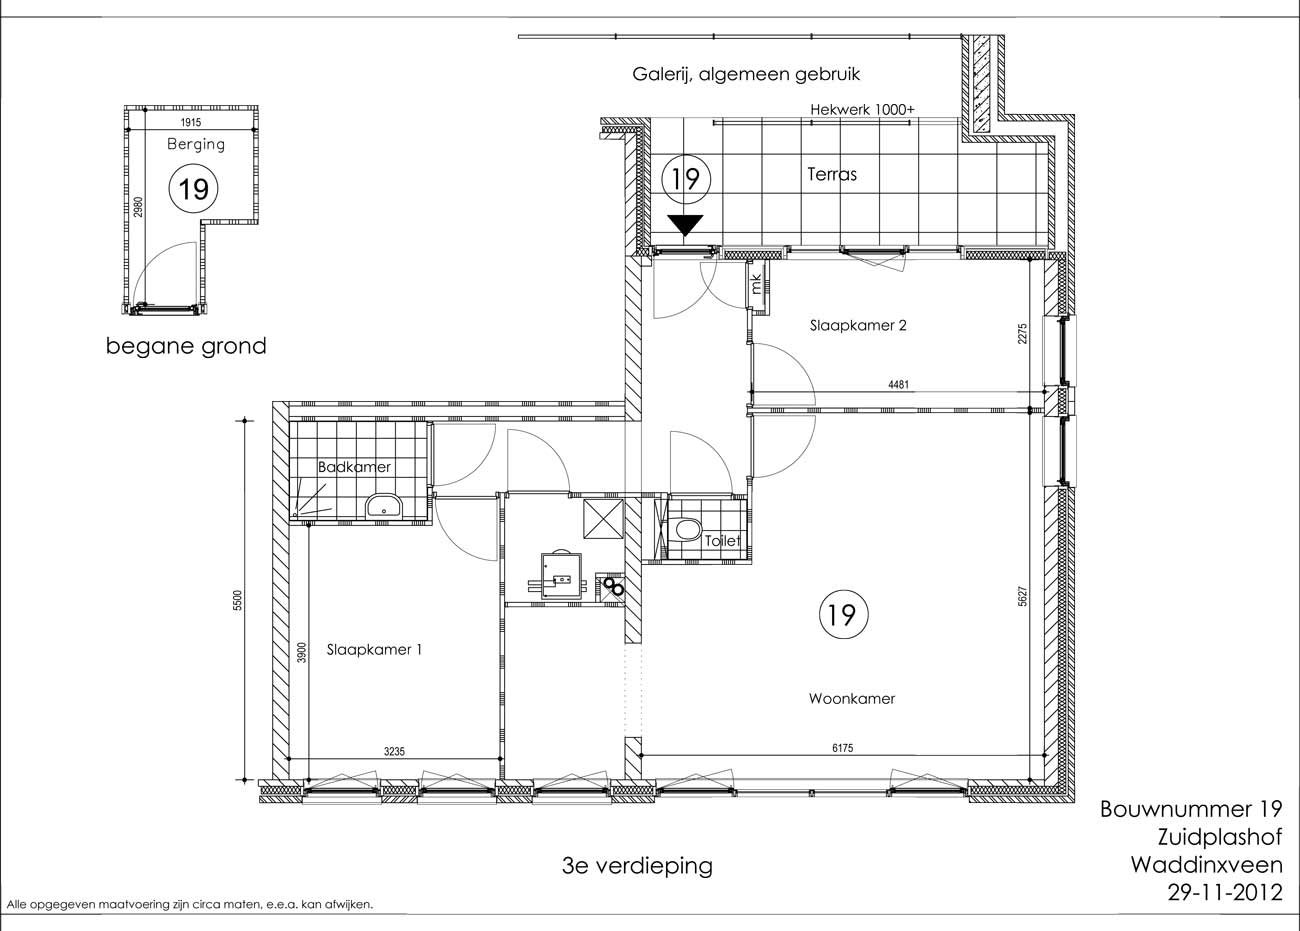 Galerij, algemeen gebruik
Hekwerk 1000+
1915
Berging
19
2980
begane grond
19
Terras
mk
Slaapkamer 2
2275
4481
Badkamer
Toilet
5500
3900
Slaapkamer 1
3235
19
5627
Woonkamer
6175
3e verdieping
Bouwnummer 19
Zuidplashof
Waddinxveen
29-11-2012
Alle opgegeven maatvoering zijn circa maten, e.e.a. kan afwijken.